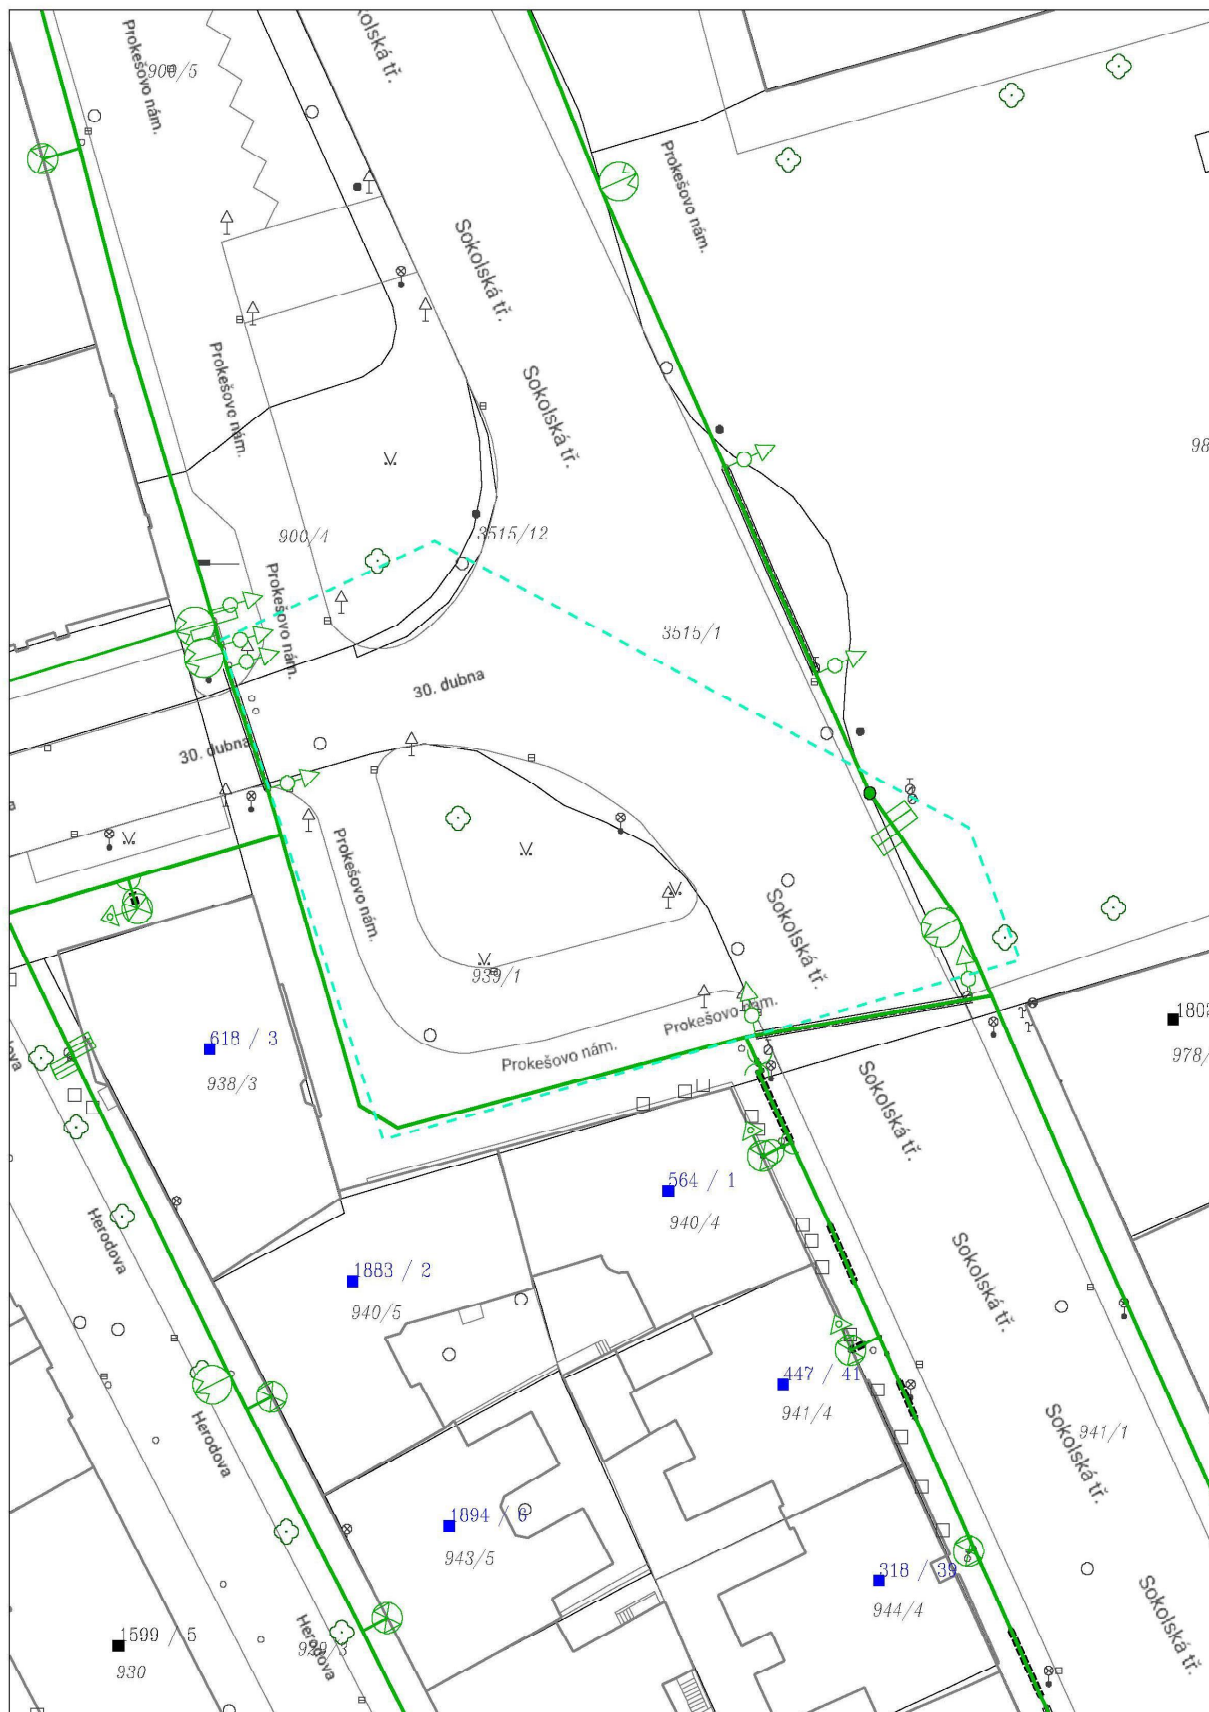 Prokešovo nám.
900/5
Sokolská tř.
Prokešovo nám.
Sokolská tř.
Prokešovo nám.
Sokolská tř.
98
900/4
3515/12
Prokešovo nám.
3515/1
30. dubna
30. dubna
Prokešovo nám.
Sokolská tř.
939/1
Prokešovo nám.
Prokešovo nám.
618 / 3
938/3
1802
978/
Sokolská tř.
564 / 1
940/4
Herodova
1883 / 2
940/5
Sokolská tř.
447 / 41
941/4
Herodova
Sokolská tř.
941/1
1894 / 6
943/5
318 / 39
944/4
Sokolská tř.
1599 / 5
930
Herodova